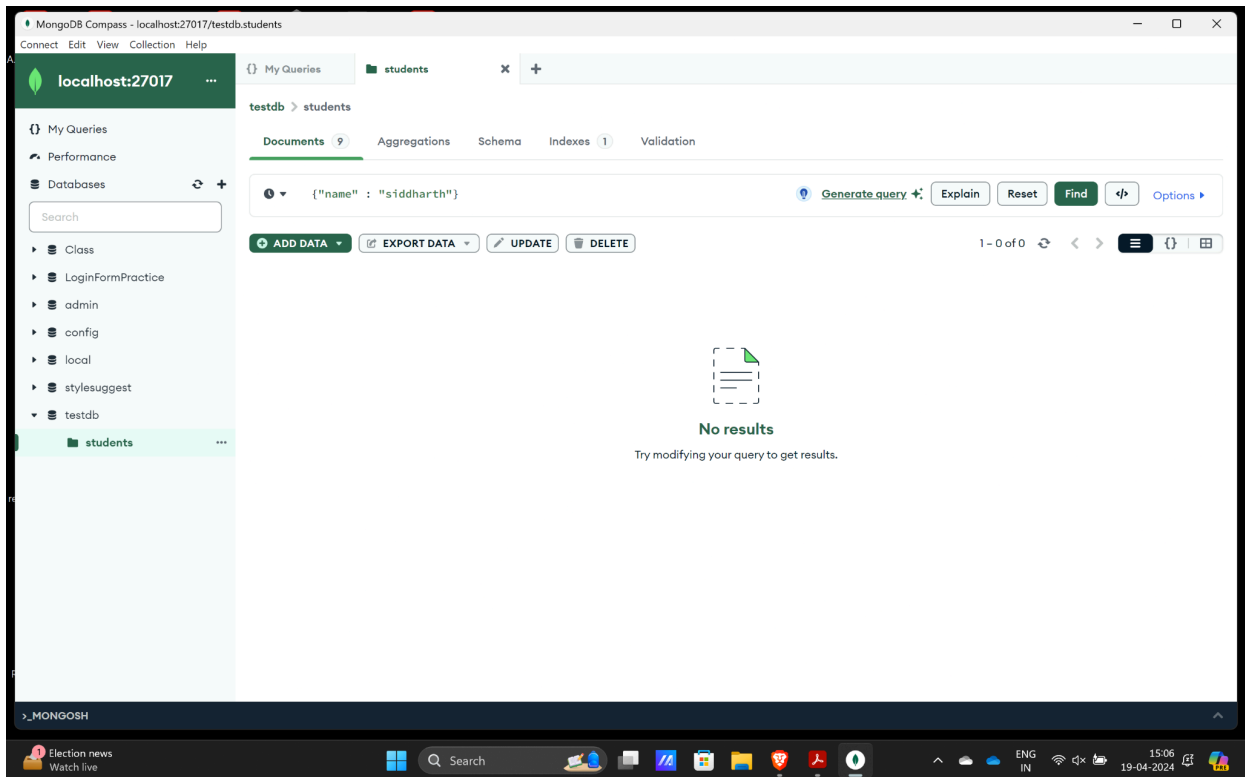 MongoDB Compass - localhost:27017/testdb.students
Connect Edit View Collection Help
localhost:27017 ...
{} My Queries
students
testdb > students
{} My Queries
Performance
Databases
Search
Class
LoginFormPractice
admin
config
local
stylesuggest
testdb
students ...
Documents 9 Aggregations Schema Indexes 1 Validation
{"name" : "siddharth"}
Generate query Explain Reset Find </> Options
ADD DATA EXPORT DATA UPDATE DELETE
1 – 0 of 0 {}
No results
Try modifying your query to get results.
>_MONGOSH
1
Election news
Watch live
Search
ENG
IN
15:06
19-04-2024
PRE